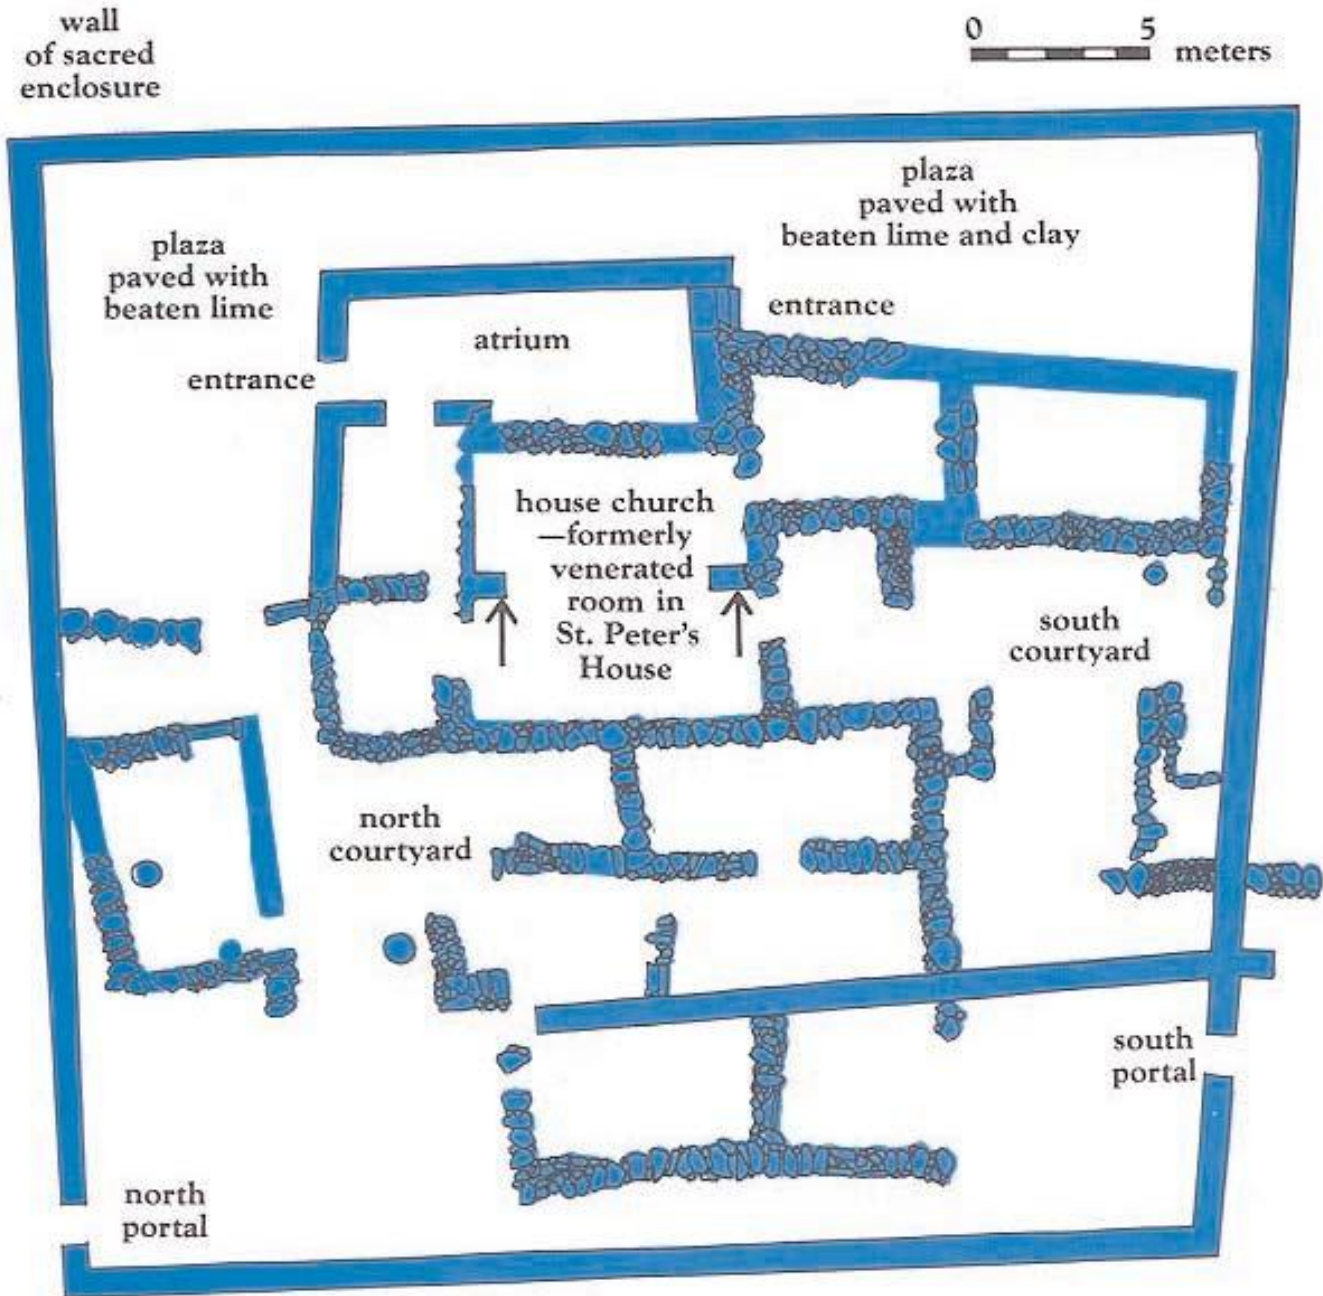 wall
of sacred
enclosure
0 5
meters
plaza
paved with
beaten lime and clay
plaza
paved with
beaten lime
entrance
atrium
entrance
house church
—formerly
venerated
room in
St. Peter's
House
south
courtyard
north
courtyard
south
portal
north
portal